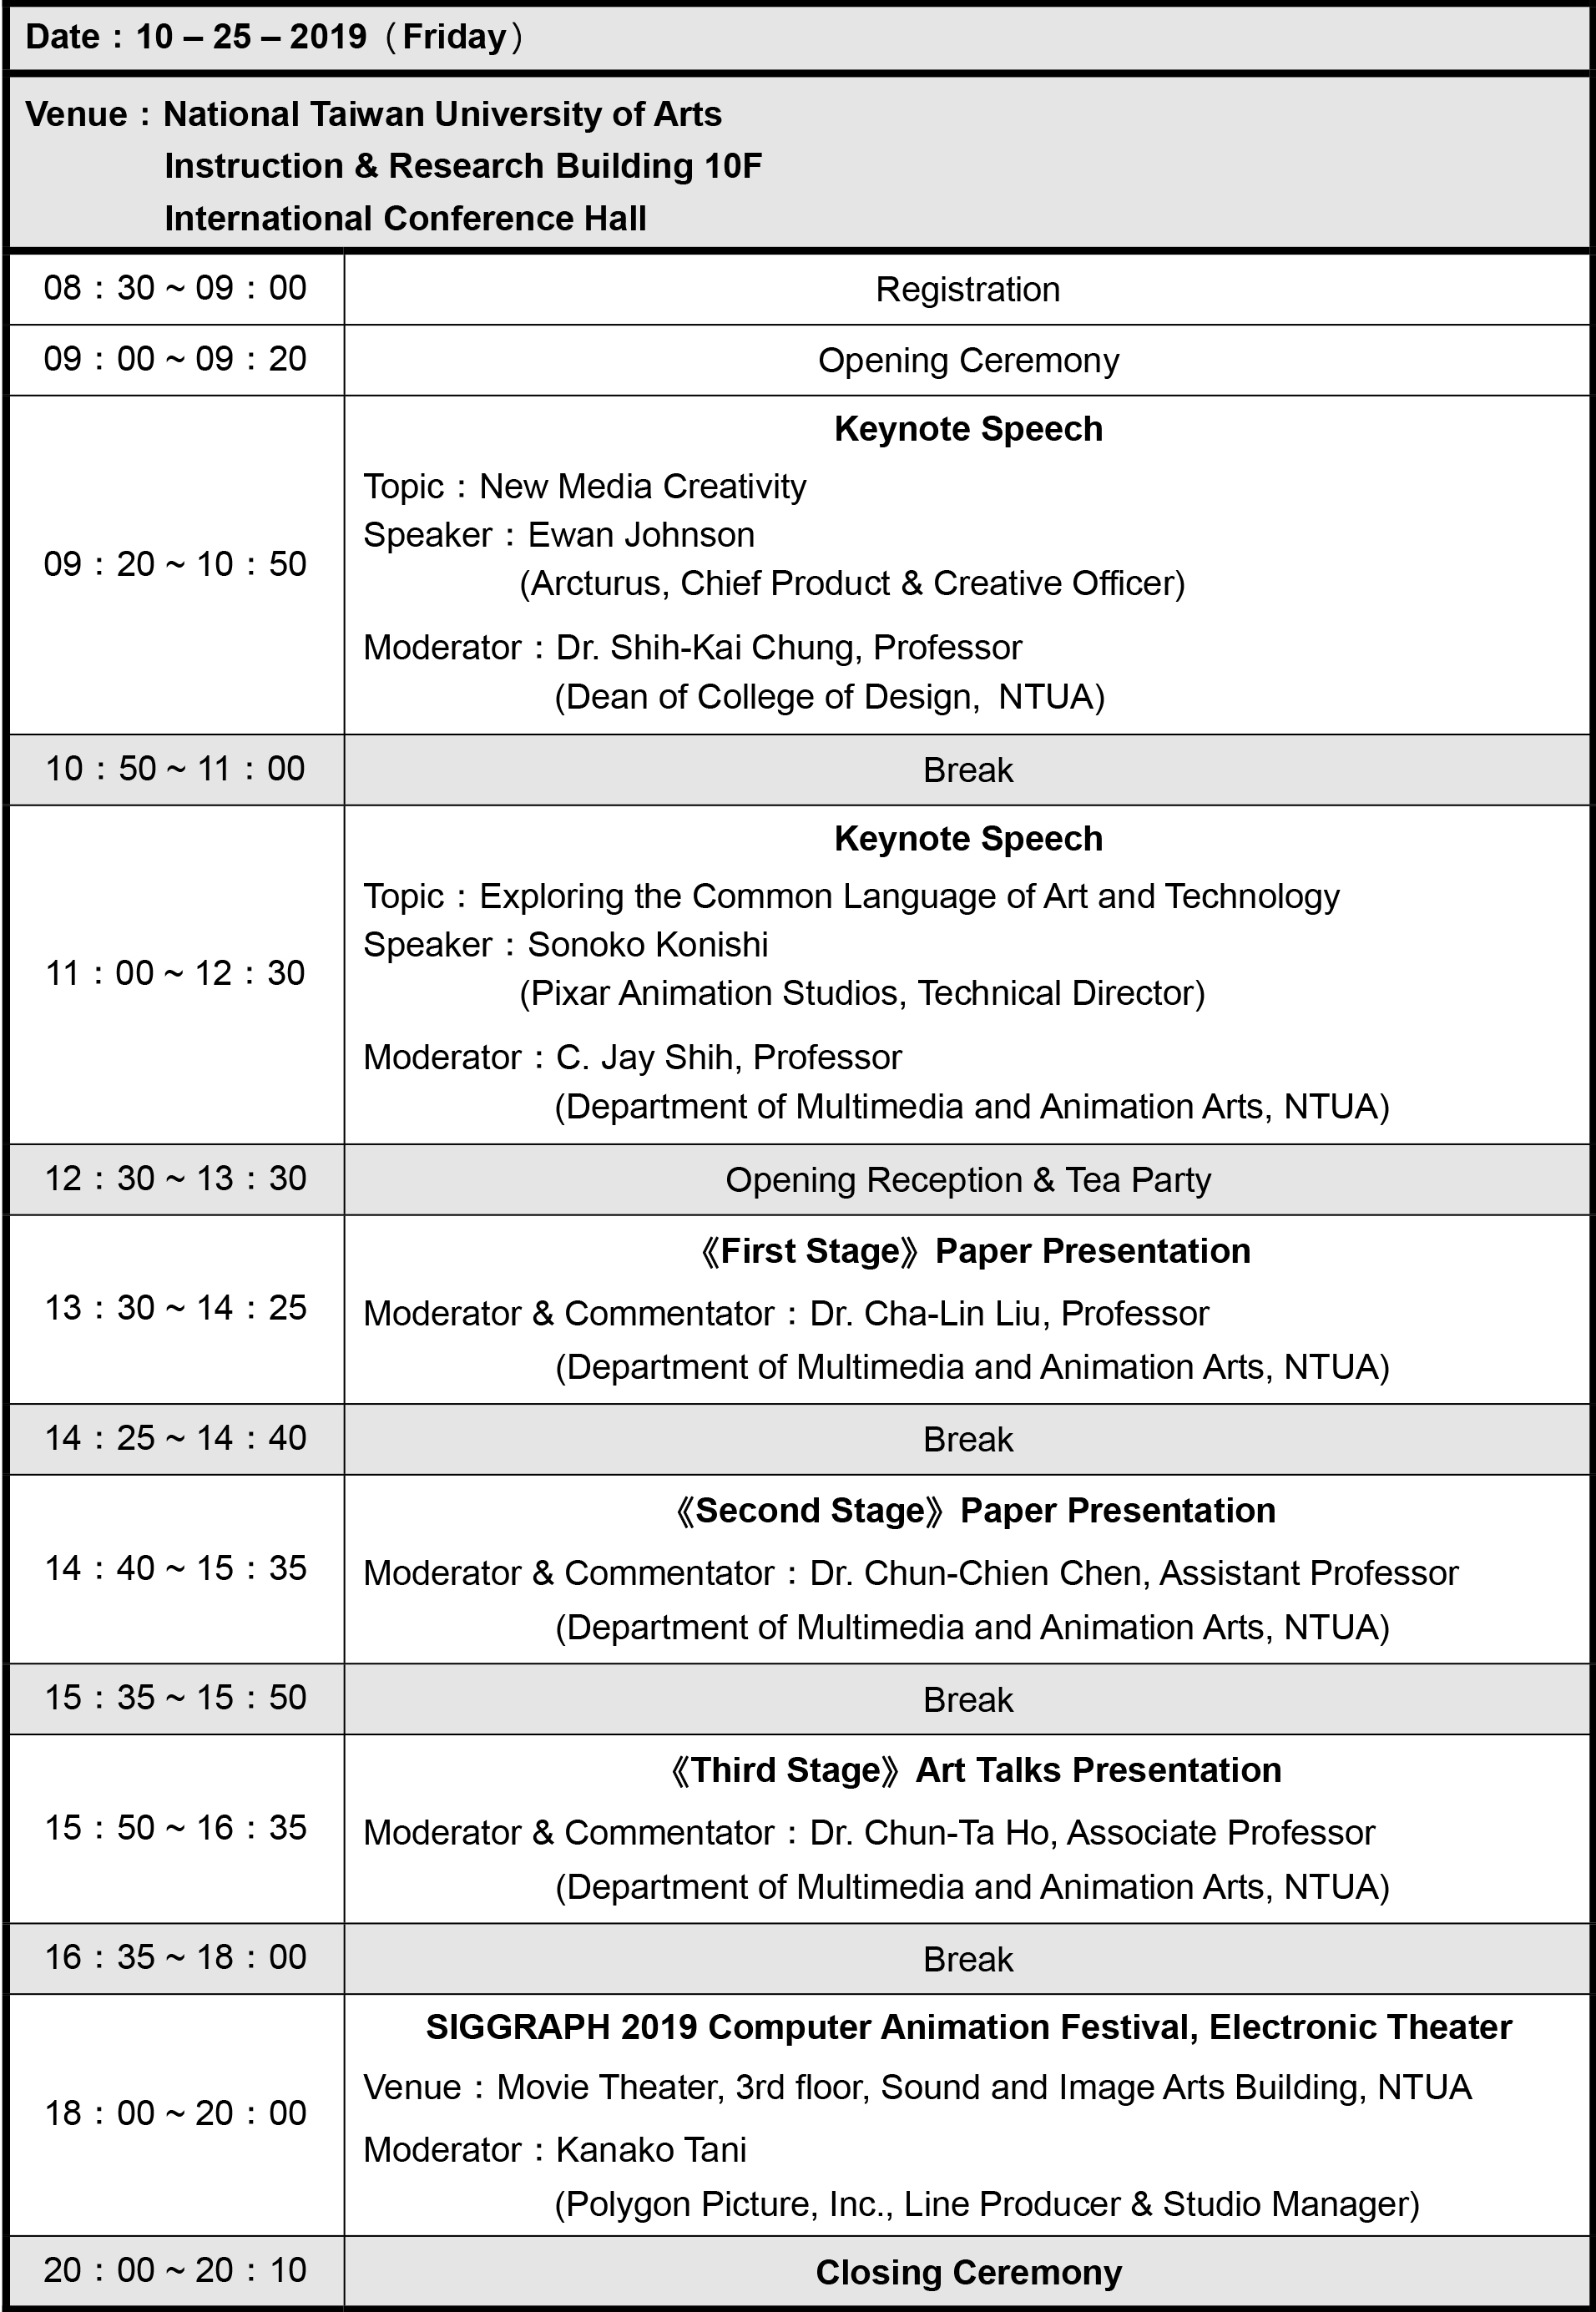 Date：10 – 25 – 2019（Friday）
Venue：National Taiwan University of Arts
Instruction & Research Building 10F
International Conference Hall
08：30 ~ 09：00 Registration
09：00 ~ 09：20 Opening Ceremony
Keynote Speech
Topic：New Media Creativity
Speaker：Ewan Johnson
09：20 ~ 10：50
(Arcturus, Chief Product & Creative Officer)
Moderator：Dr. Shih-Kai Chung, Professor
(Dean of College of Design, NTUA)
10：50 ~ 11：00 Break
Keynote Speech
Topic：Exploring the Common Language of Art and Technology
Speaker：Sonoko Konishi
11：00 ~ 12：30
(Pixar Animation Studios, Technical Director)
Moderator：C. Jay Shih, Professor
(Department of Multimedia and Animation Arts, NTUA)
12：30 ~ 13：30 Opening Reception & Tea Party
《First Stage》Paper Presentation
13：30 ~ 14：25
Moderator & Commentator：Dr. Cha-Lin Liu, Professor
(Department of Multimedia and Animation Arts, NTUA)
14：25 ~ 14：40 Break
《Second Stage》Paper Presentation
14：40 ~ 15：35
Moderator & Commentator：Dr. Chun-Chien Chen, Assistant Professor
(Department of Multimedia and Animation Arts, NTUA)
15：35 ~ 15：50 Break
《Third Stage》Art Talks Presentation
15：50 ~ 16：35
Moderator & Commentator：Dr. Chun-Ta Ho, Associate Professor
(Department of Multimedia and Animation Arts, NTUA)
16：35 ~ 18：00 Break
SIGGRAPH 2019 Computer Animation Festival, Electronic Theater
Venue：Movie Theater, 3rd floor, Sound and Image Arts Building, NTUA
18：00 ~ 20：00
Moderator：Kanako Tani
(Polygon Picture, Inc., Line Producer & Studio Manager)
20：00 ~ 20：10 Closing Ceremony